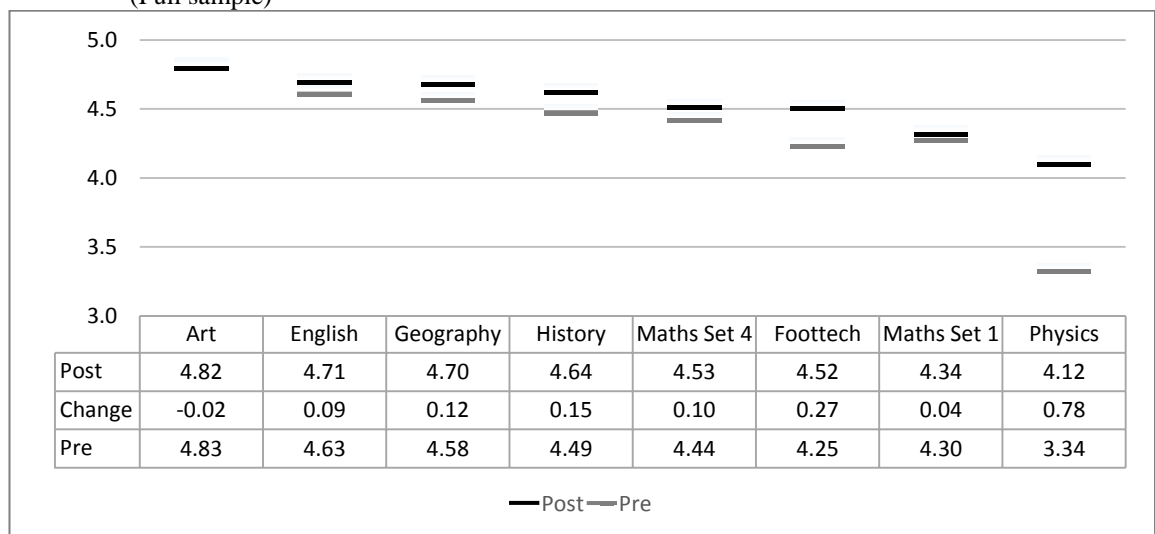 (Full sample)
5.0
4.5
4.0
3.5
3.0
Art English Geography History Maths Set 4 Foottech Maths Set 1 Physics
Post 4.82 4.71 4.70 4.64 4.53 4.52 4.34 4.12
Change -0.02 0.09 0.12 0.15 0.10 0.27 0.04 0.78
Pre 4.83 4.63 4.58 4.49 4.44 4.25 4.30 3.34
Post Pre